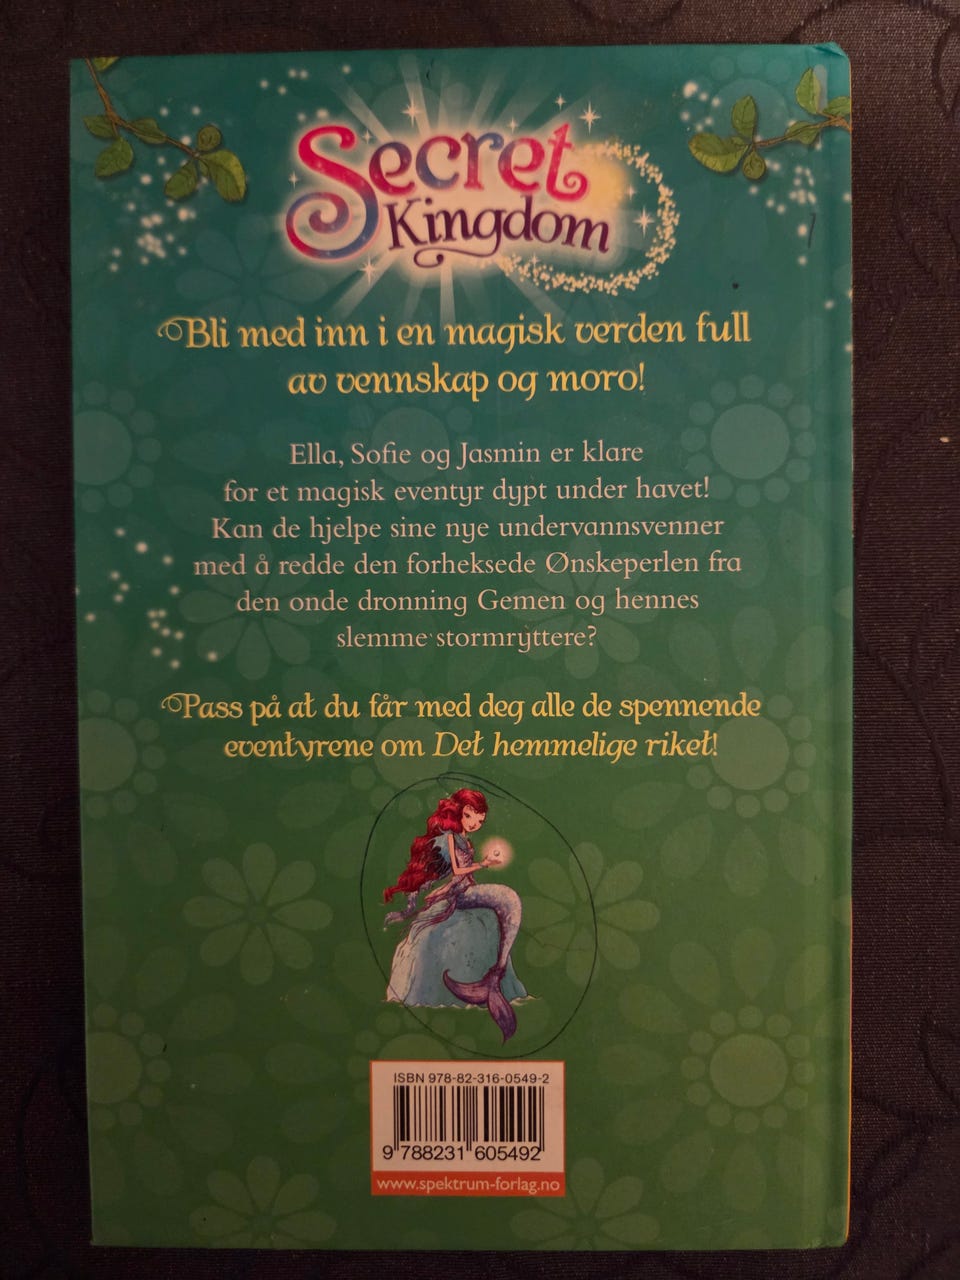 Secret
Kingdom
Bli med inn i en magisk verden full
av vennskap og moro!
Ella, Sofie og Jasmin er klare
for et magisk eventyr dypt under havet!
Kan de hjelpe sine nye undervannsvenner
med å redde den forheksede Ønskeperlen fra
den onde dronning Gemen og hennes
slemme stormryttere?
Pass på at du får med deg alle de spennende
eventyrene om Det hemmelige riket!
ISBN 978-82-316-0549-2
9 788231 605492
www.spektrum-forlag.no